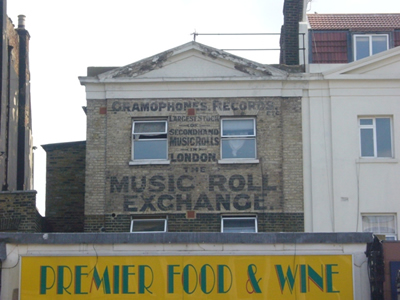 GRAMOPHONES, RECORDS,
LARGEST STOCK
OF
SECONDHAND
MUSIC ROLLS
IN
LONDON
THE
MUSIC ROLL
EXCHANGE.
PREMIER FOOD & WINE